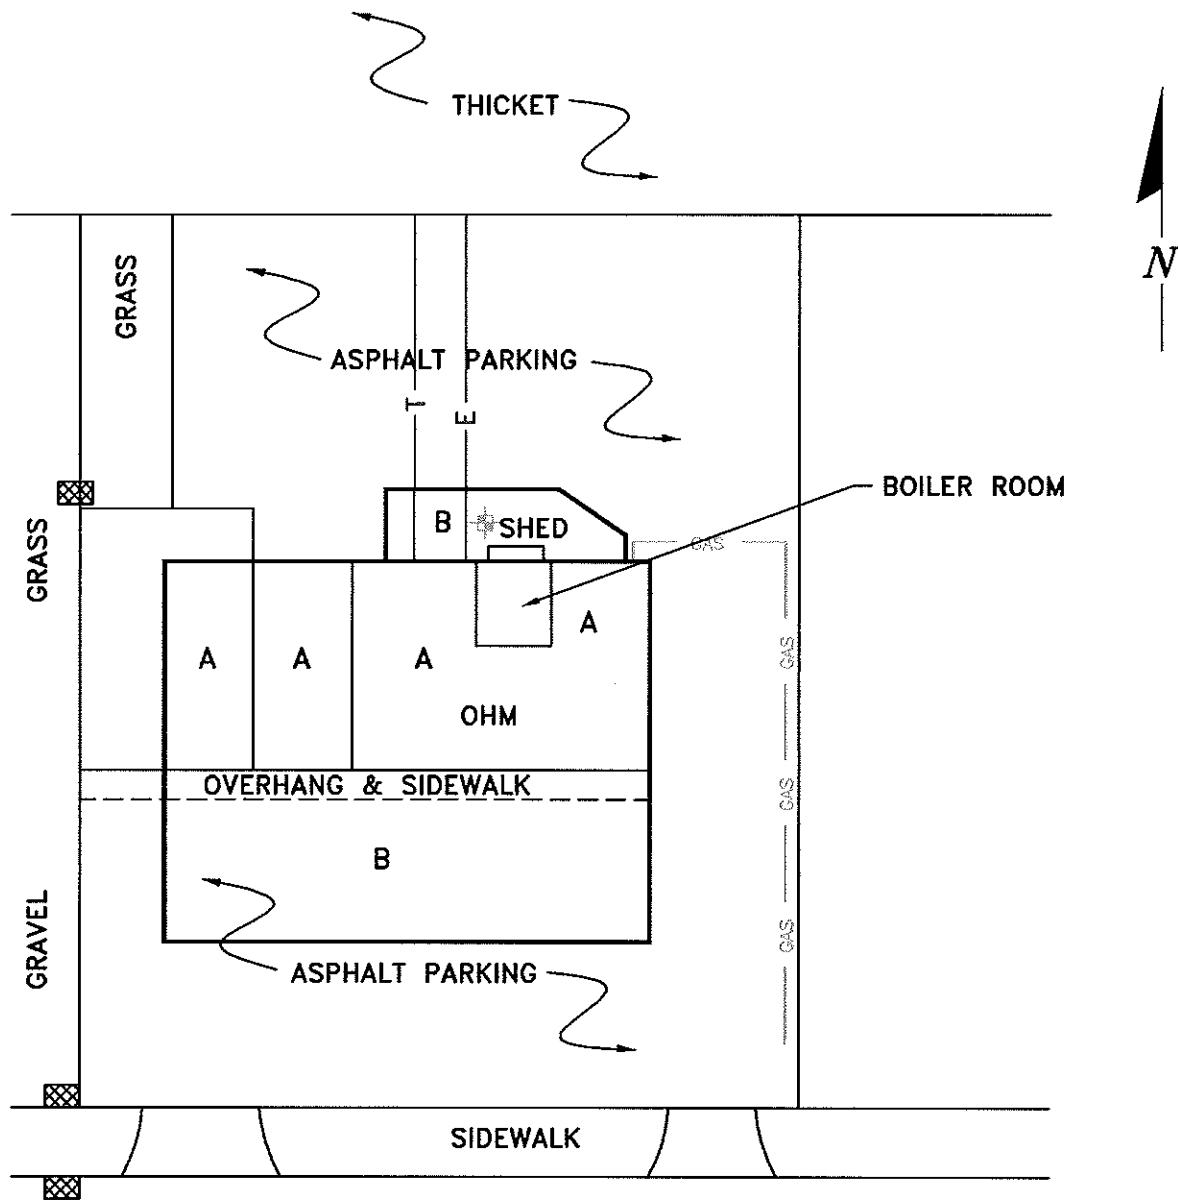 THICKET
N
GRASS
ASPHALT PARKING
T
E
BOILER ROOM
B
SHED
GAS
GRASS
A
A
A
A
GAS
OHM
OVERHANG & SIDEWALK
GAS
B
GRAVEL
GAS
ASPHALT PARKING
SIDEWALK